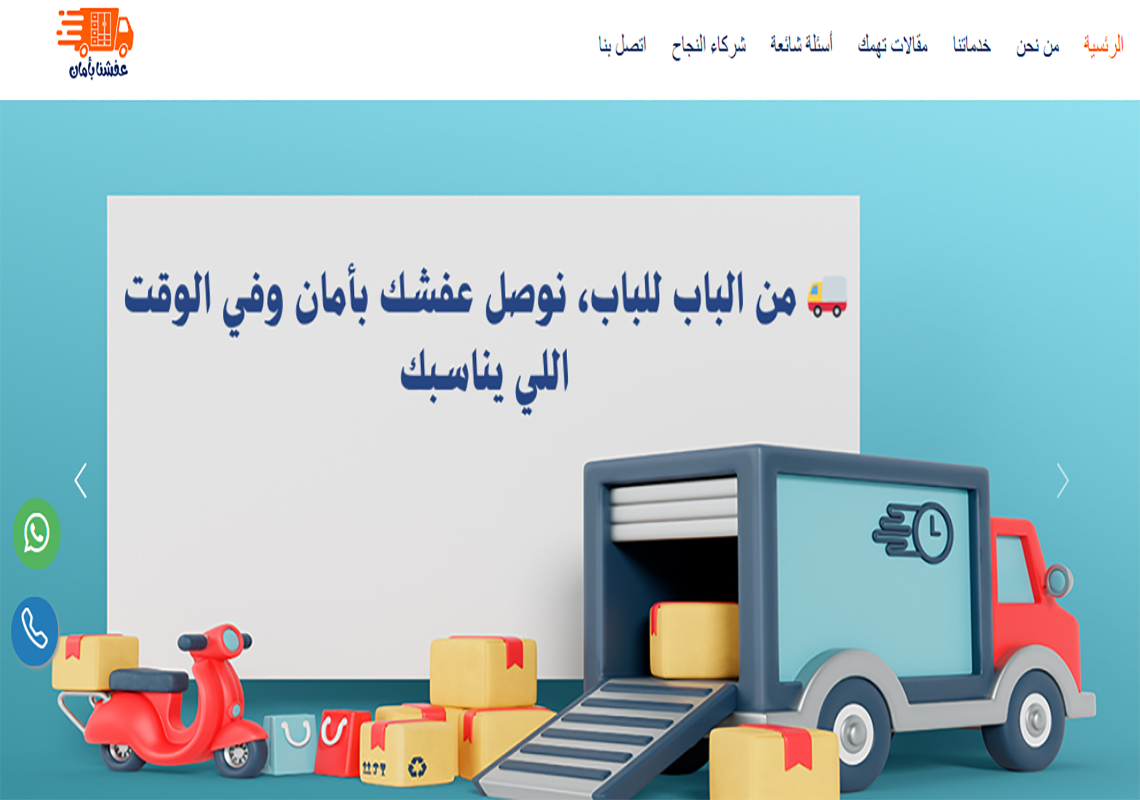 الرئسية من نحن خدماتنا مقالات تهمك أسئلة شائعة شركاء النجاح اتصل بنا
عفشنا بأمان
🚚 من الباب للباب، نوصل عفشك بأمان وفي الوقت
اللي يناسبك